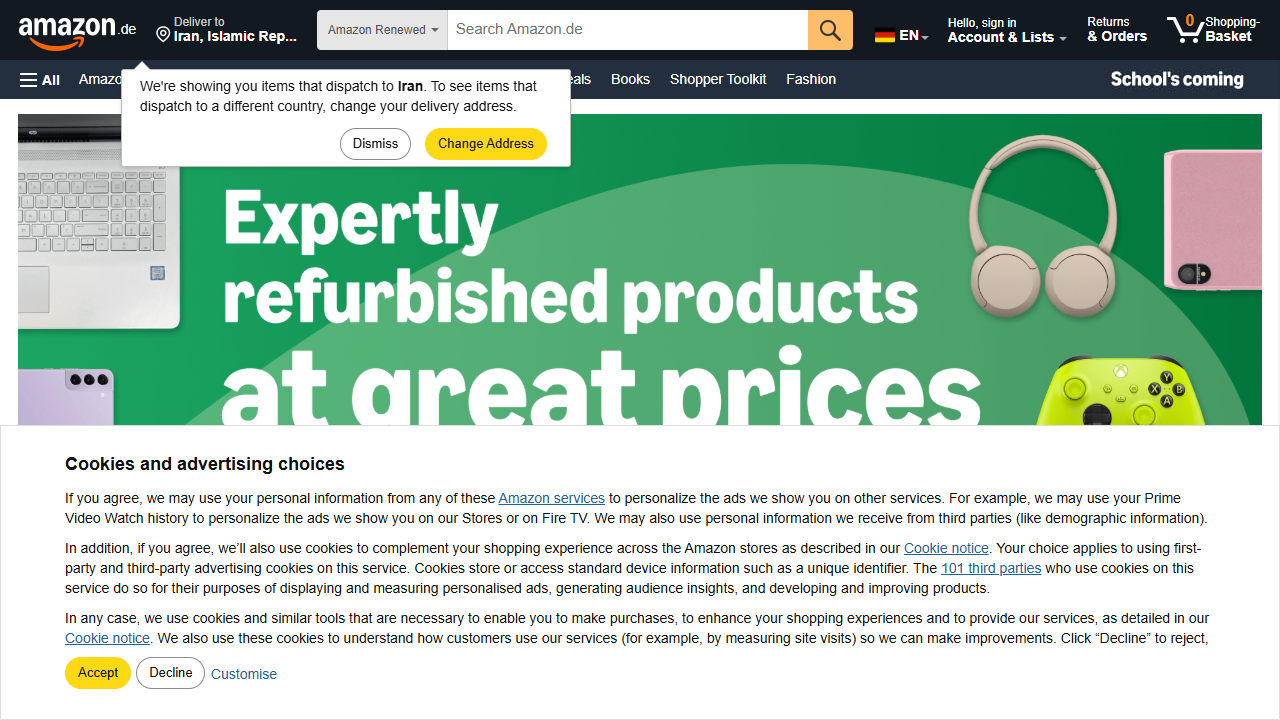 amazon.de
Deliver to
Iran, Islamic Rep...
Amazon Renewed
Search Amazon.de
EN
Hello, sign in
Account & Lists
Returns
& Orders
0
Shopping-
Basket
All
Books
Shopper Toolkit
Fashion
School's coming
We're showing you items that dispatch to Iran. To see items that
dispatch to a different country, change your delivery address.
Dismiss
Change Address
Expertly
refurbished products
at great prices
Y
X
B
A
Cookies and advertising choices
If you agree, we may use your personal information from any of these Amazon services to personalize the ads we show you on other services. For example, we may use your Prime
Video Watch history to personalize the ads we show you on our Stores or on Fire TV. We may also use personal information we receive from third parties (like demographic information).
In addition, if you agree, we’ll also use cookies to complement your shopping experience across the Amazon stores as described in our Cookie notice. Your choice applies to using first-
party and third-party advertising cookies on this service. Cookies store or access standard device information such as a unique identifier. The 101 third parties who use cookies on this
service do so for their purposes of displaying and measuring personalised ads, generating audience insights, and developing and improving products.
In any case, we use cookies and similar tools that are necessary to enable you to make purchases, to enhance your shopping experiences and to provide our services, as detailed in our
Cookie notice. We also use these cookies to understand how customers use our services (for example, by measuring site visits) so we can make improvements. Click “Decline” to reject,
Accept
Decline
Customise